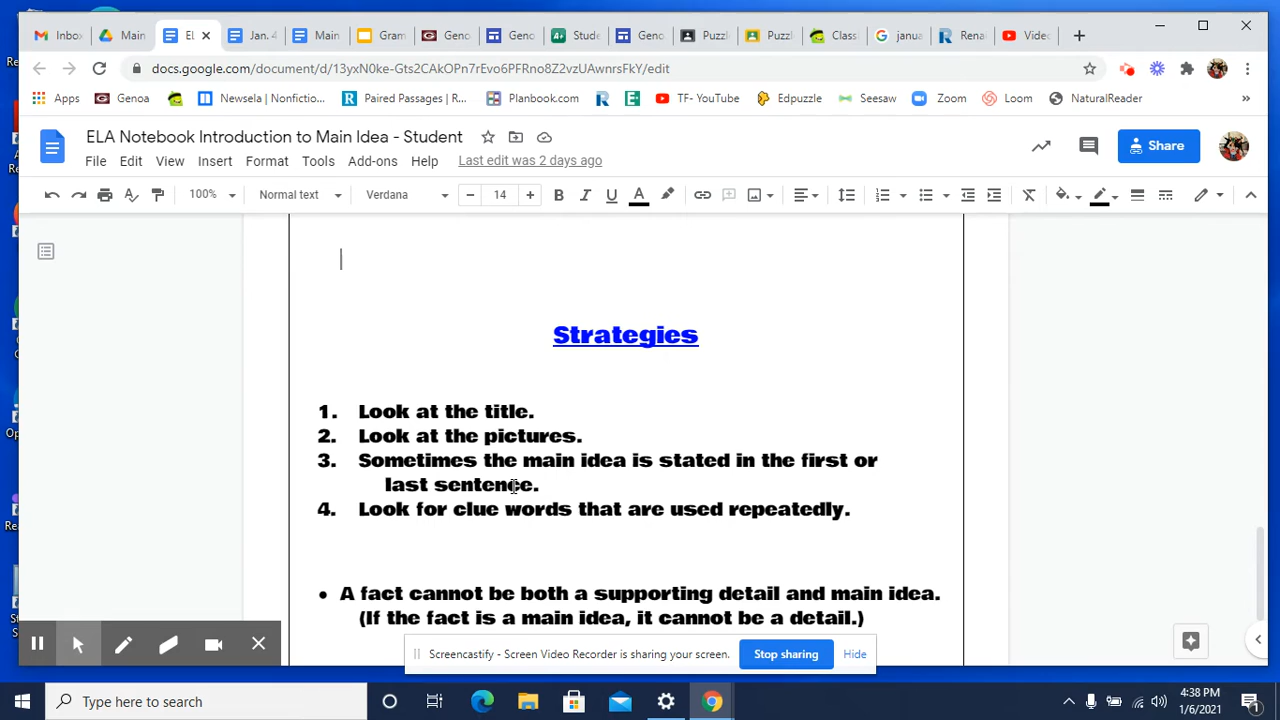 Inbo
Main
El
Jan. 4
Main
Gram
Geno
Geno
Stude
Geno
Puzzl
Puzzl
Classi
janua
Rena
Video
docs.google.com/document/d/13yxN0ke-Gts2CAkOPn7rEvo6PFRno8Z2vzUAwnrsFkY/edit
Apps
Genoa
Newsela | Nonfictio...
Paired Passages | R...
Planbook.com
TF- YouTube
Edpuzzle
Seesaw
Zoom
Loom
NaturalReader
»
ELA Notebook Introduction to Main Idea - Student
File Edit View Insert Format Tools Add-ons Help Last edit was 2 days ago
Share
100% Normal text Verdana 14 B I U A
Strategies
1. Look at the title.
2. Look at the pictures.
3. Sometimes the main idea is stated in the first or
last sentence.
4. Look for clue words that are used repeatedly.
• A fact cannot be both a supporting detail and main idea.
(If the fact is a main idea, it cannot be a detail.)
Screencastify - Screen Video Recorder is sharing your screen. Stop sharing Hide
Type here to search
4:38 PM
1/6/2021